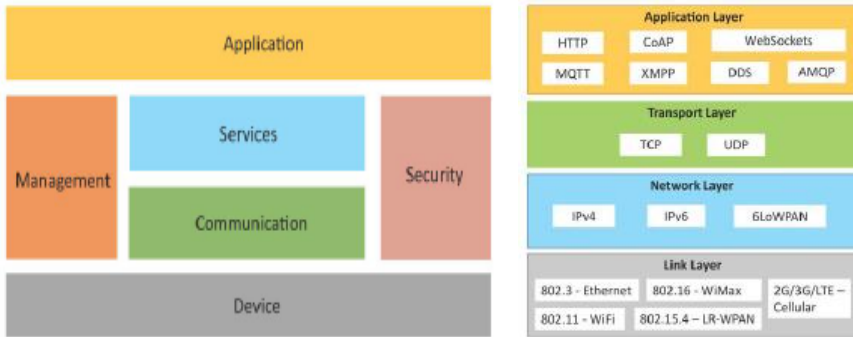 Application
Management
Services
Communication
Security
Device
Application Layer
HTTP CoAP WebSockets
MQTT XMPP DDS AMQP
Transport Layer
TCP UDP
Network Layer
IPv4 IPv6 6LoWPAN
Link Layer
802.3 - Ethernet 802.16 - WiMax 2G/3G/LTE –
Cellular
802.11 - WiFi 802.15.4 – LR-WPAN